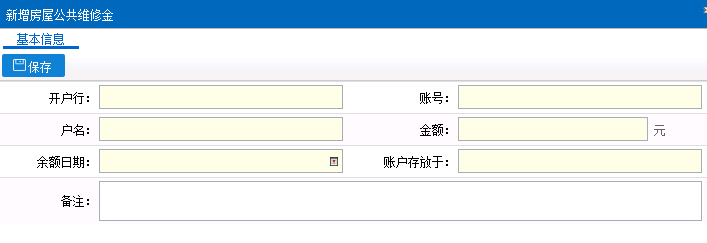 新增房屋公共维修金
基本信息
保存
开户行： 账号：
户名： 金额： 元
余额日期： 账户存放于：
备注：